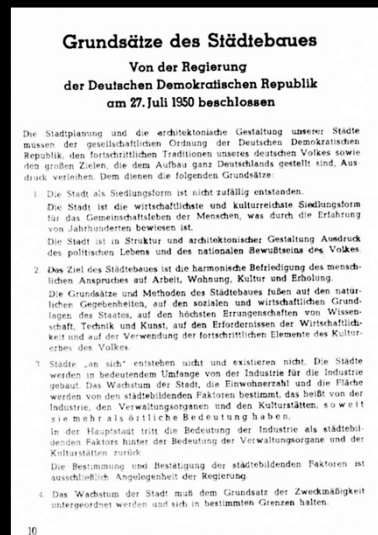 Grundsätze des Städtebaues
Von der Regierung
der Deutschen Demokratischen Republik
am 27. Juli 1950 beschlossen
Die Stadtplanung und die architektonische Gestaltung unserer Städte
müssen der gesellschaftlichen Ordnung der Deutschen Demokratischen
Republik, den fortschrittlichen Traditionen unseres deutschen Volkes sowie
den großen Zielen, die dem Aufbau ganz Deutschlands gestellt sind, Aus-
druck verleihen. Dem dienen die folgenden Grundsätze:
1. Die Stadt als Siedlungsform ist nicht zufällig entstanden.
Die Stadt ist die wirtschaftlichste und kulturreichste Siedlungsform
für das Gemeinschaftsleben der Menschen, was durch die Erfahrung
von Jahrhunderten bewiesen ist.
Die Stadt ist in Struktur und architektonischer Gestaltung Ausdruck
des politischen Lebens und des nationalen Bewußtseins des Volkes.
2. Das Ziel des Städtebaues ist die harmonische Befriedigung des mensch-
lichen Anspruches auf Arbeit, Wohnung, Kultur und Erholung.
Die Grundsätze und Methoden des Städtebaues fußen auf den natür-
lichen Gegebenheiten, auf den sozialen und wirtschaftlichen Grund-
lagen des Staates, auf den höchsten Errungenschaften von Wissen-
schaft, Technik und Kunst, auf den Erfordernissen der Wirtschaftlich-
keit und auf der Verwendung der fortschrittlichen Elemente des Kultur-
erbes des Volkes.
3. Städte „an sich" entstehen nicht und existieren nicht. Die Städte
werden in bedeutendem Umfange von der Industrie für die Industrie
gebaut. Das Wachstum der Stadt, die Einwohnerzahl und die Fläche
werden von den städtebildenden Faktoren bestimmt, das heißt von der
Industrie, den Verwaltungsorganen und den Kulturstätten, soweit
sie mehr als örtliche Bedeutung haben.
In der Hauptstadt tritt die Bedeutung der Industrie als städtebil-
denden Faktors hinter der Bedeutung der Verwaltungsorgane und der
Kulturstätten zurück.
Die Bestimmung und Bestätigung der städtebildenden Faktoren ist
ausschließlich Angelegenheit der Regierung.
4. Das Wachstum der Stadt muß dem Grundsatz der Zweckmäßigkeit
untergeordnet werden und sich in bestimmten Grenzen halten.
10